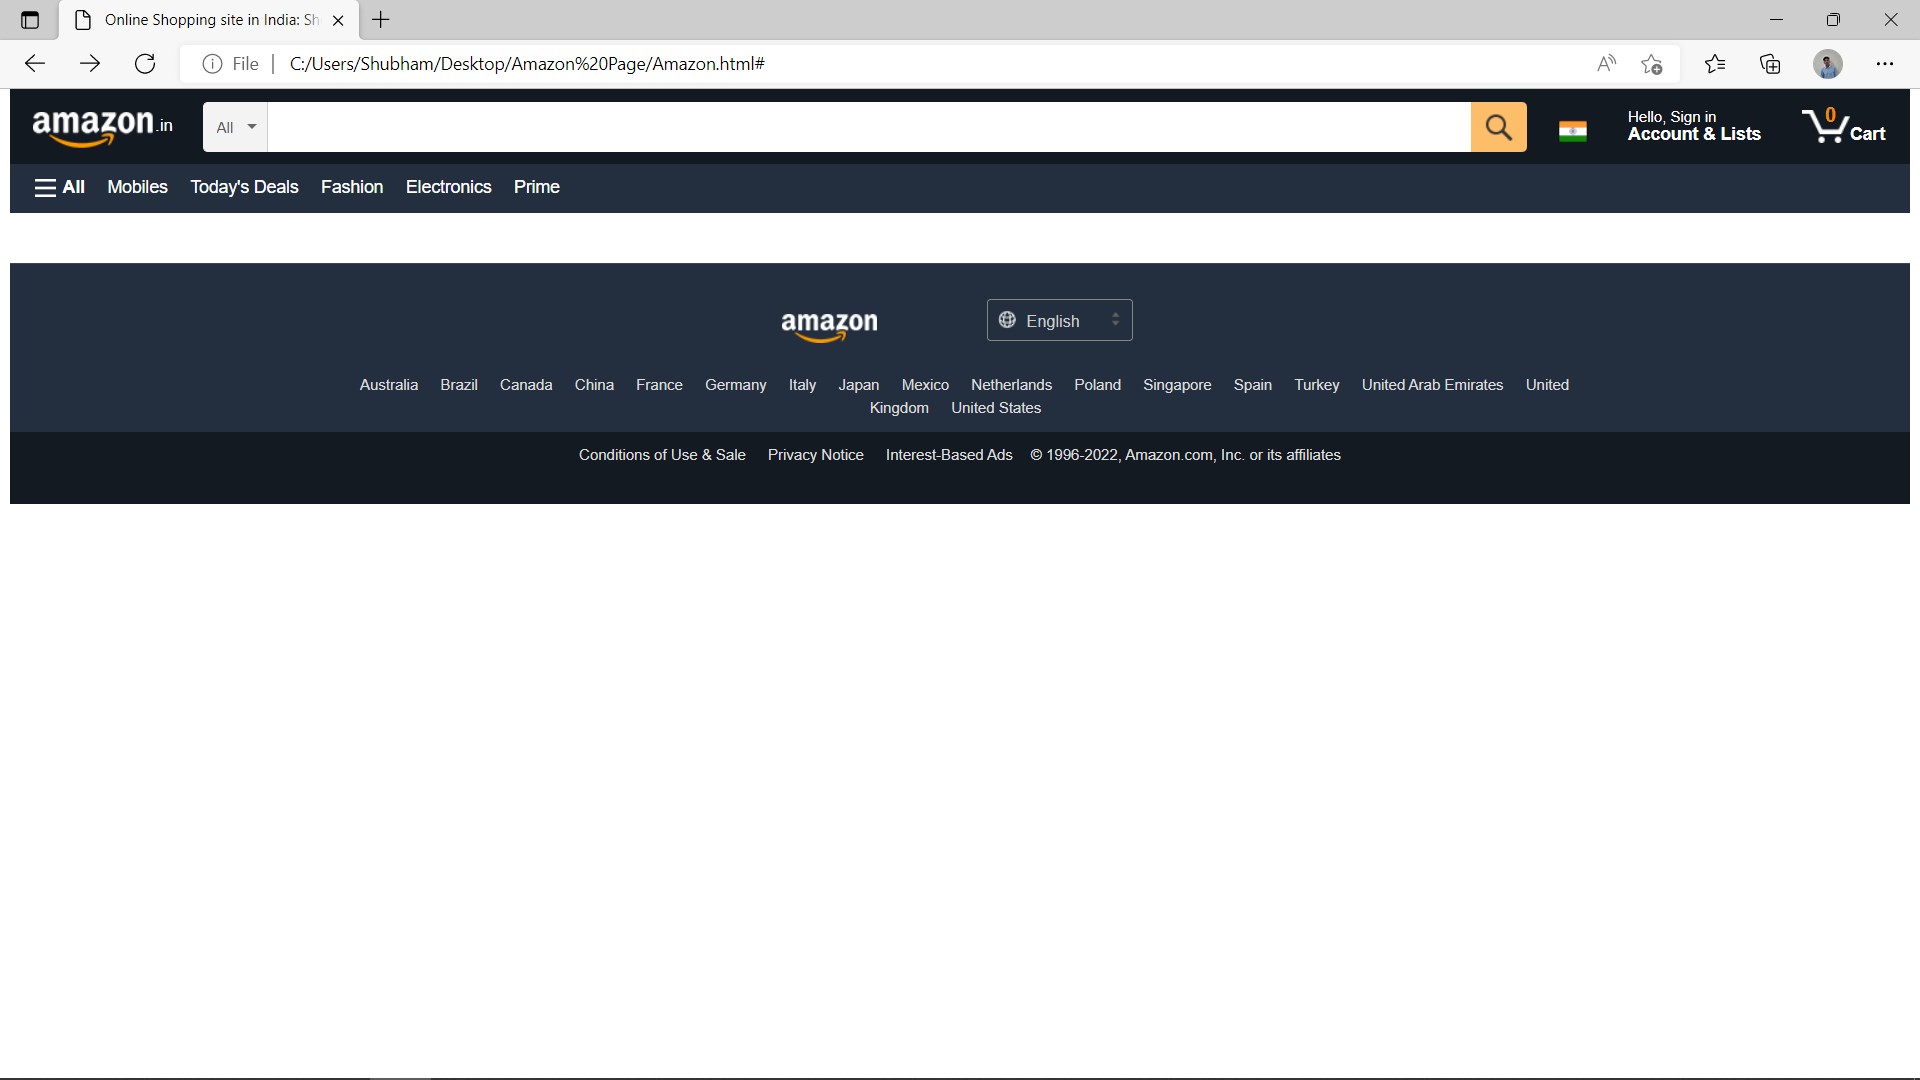 Online Shopping site in India: Sh
File C:/Users/Shubham/Desktop/Amazon%20Page/Amazon.html#
amazon.in
All
Hello, Sign in
Account & Lists
0
Cart
All Mobiles Today's Deals Fashion Electronics Prime
amazon
English
Australia Brazil Canada China France Germany Italy Japan Mexico Netherlands Poland Singapore Spain Turkey United Arab Emirates United
Kingdom United States
Conditions of Use & Sale Privacy Notice Interest-Based Ads © 1996-2022, Amazon.com, Inc. or its affiliates